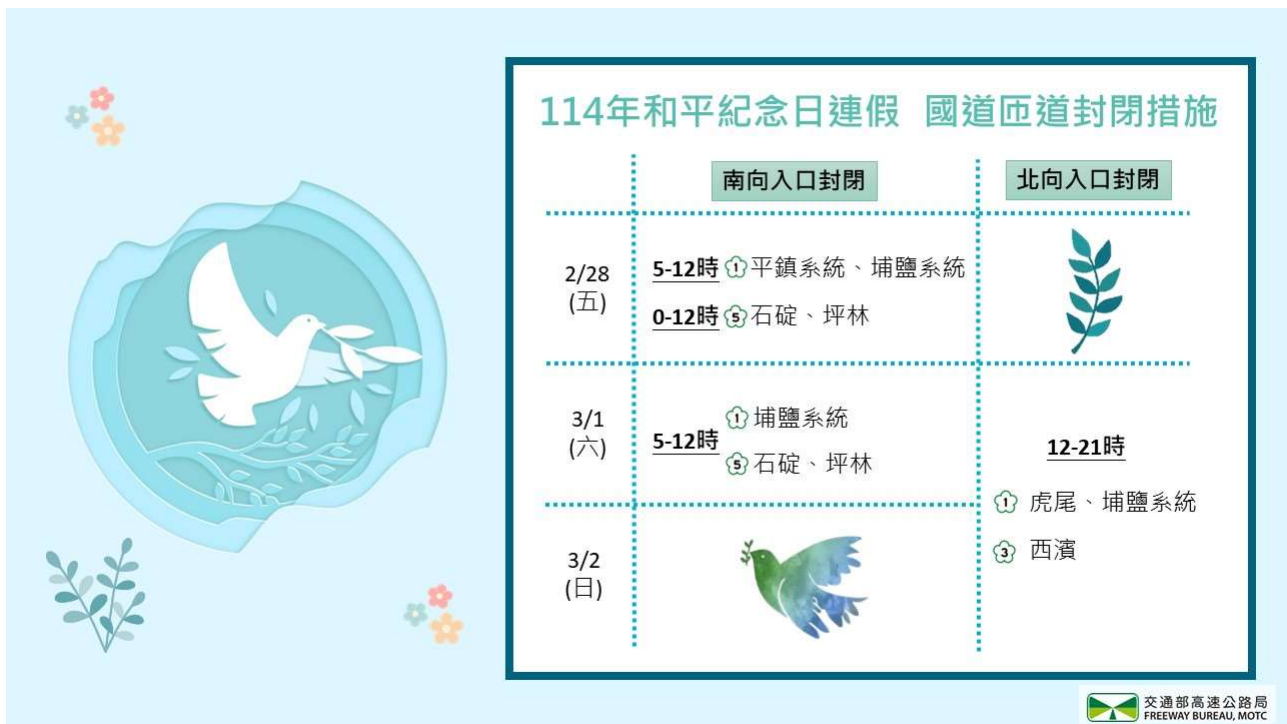 114年和平紀念日連假 國道匝道封閉措施
南向入口封閉
北向入口封閉
2/28
(五)
5-12時 1 平鎮系統、埔鹽系統
0-12時 5 石碇、坪林
3/1
(六)
5-12時
1 埔鹽系統
5 石碇、坪林
12-21時
1 虎尾、埔鹽系統
3 西濱
3/2
(日)
交通部高速公路局
FREEWAY BUREAU, MOTC